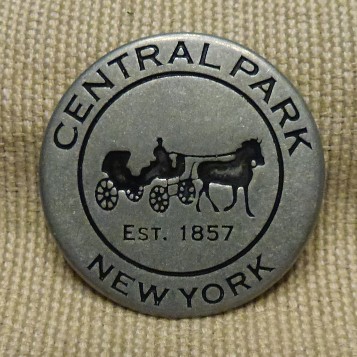 CENTRAL PARK
EST. 1857
NEW YORK